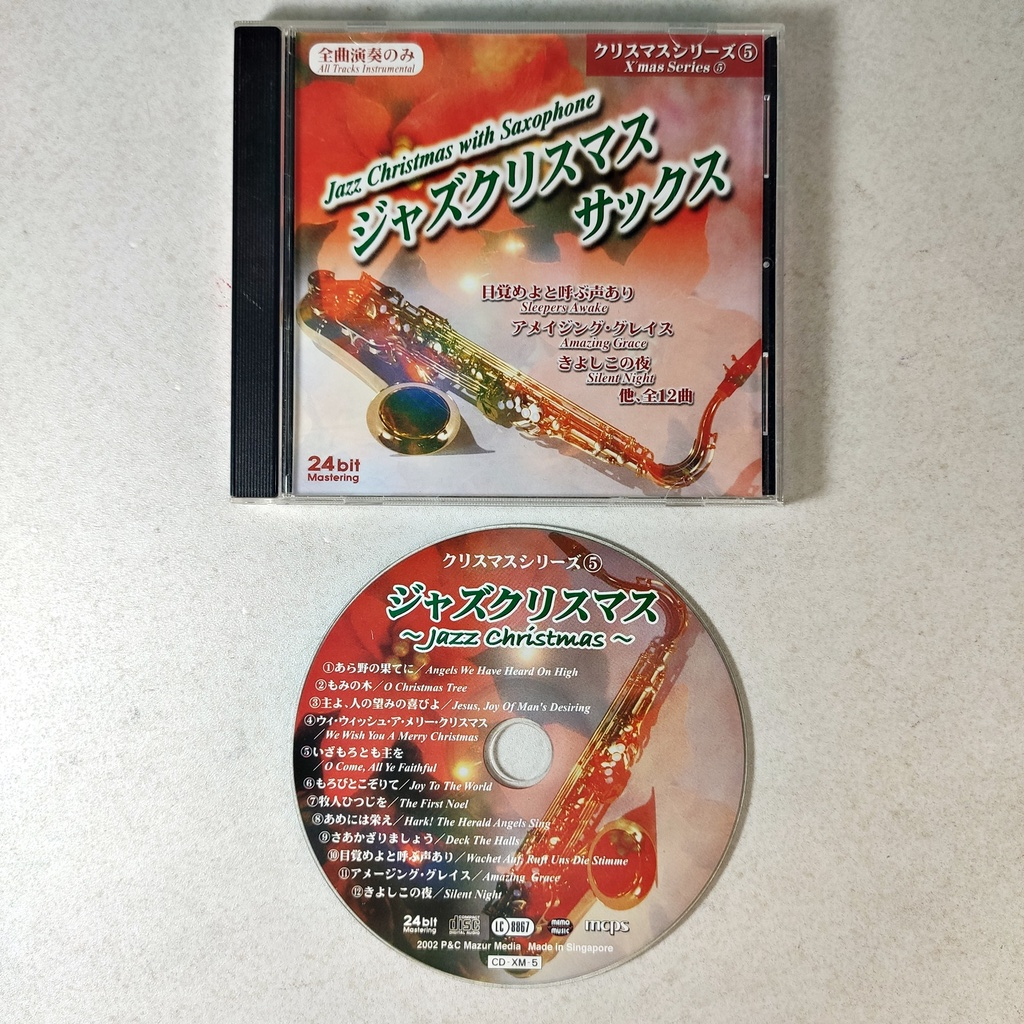 全曲演奏のみ
All Tracks Instrumental
クリスマスシリーズ⑤
X'mas Series ⑤
Jazz Christmas with Saxophone
ジャズクリスマス
サックス
目覚めよと呼ぶ声あり
Sleepers Awake
アメイジング・グレイス
Amazing Grace
きよしこの夜
Silent Night
他、全12曲
24bit
Mastering
クリスマスシリーズ⑤
ジャズクリスマス
～Jazz Christmas～
①あら野の果てに／Angels We Have Heard On High
②もみの木／O Christmas Tree
③主よ、人の望みの喜びよ／Jesus, Joy Of Man's Desiring
④ウィ・ウィッシュ・ア・メリー・クリスマス
／We Wish You A Merry Christmas
⑤いざもろとも主を
／O Come, All Ye Faithful
⑥もろびとこぞりて／Joy To The World
⑦牧人ひつじを／The First Noel
⑧あめには栄え／Hark! The Herald Angels Sing
⑨さあかざりましょう／Deck The Halls
⑩目覚めよと呼ぶ声あり／Wachet Auf, Ruft Uns Die Stimme
⑪アメージング・グレイス／Amazing Grace
⑫きよしこの夜／Silent Night
24bit
Mastering
COMPACT
disc
DIGITAL AUDIO
LC 8867
MEMO
MUSIC
mcps
2002 P&C Mazur Media Made in Singapore
CD-XM-5